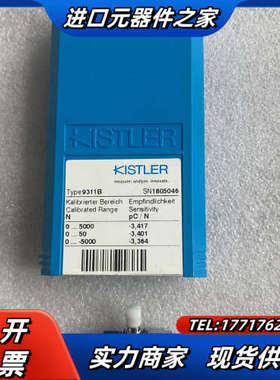 进口元器件之家
KISTLER
KISTLER
measure. analyze. innovate.
Type 9311B SN1805046
Kalibrierter Bereich Empfindlichkeit
Calibrated Range Sensitivity
N pC / N
0 ... 5000 -3,417
0 ... 50 -3,401
0 ... -5000 -3,364
可开票
TEL:1771762
实力商家 现货供